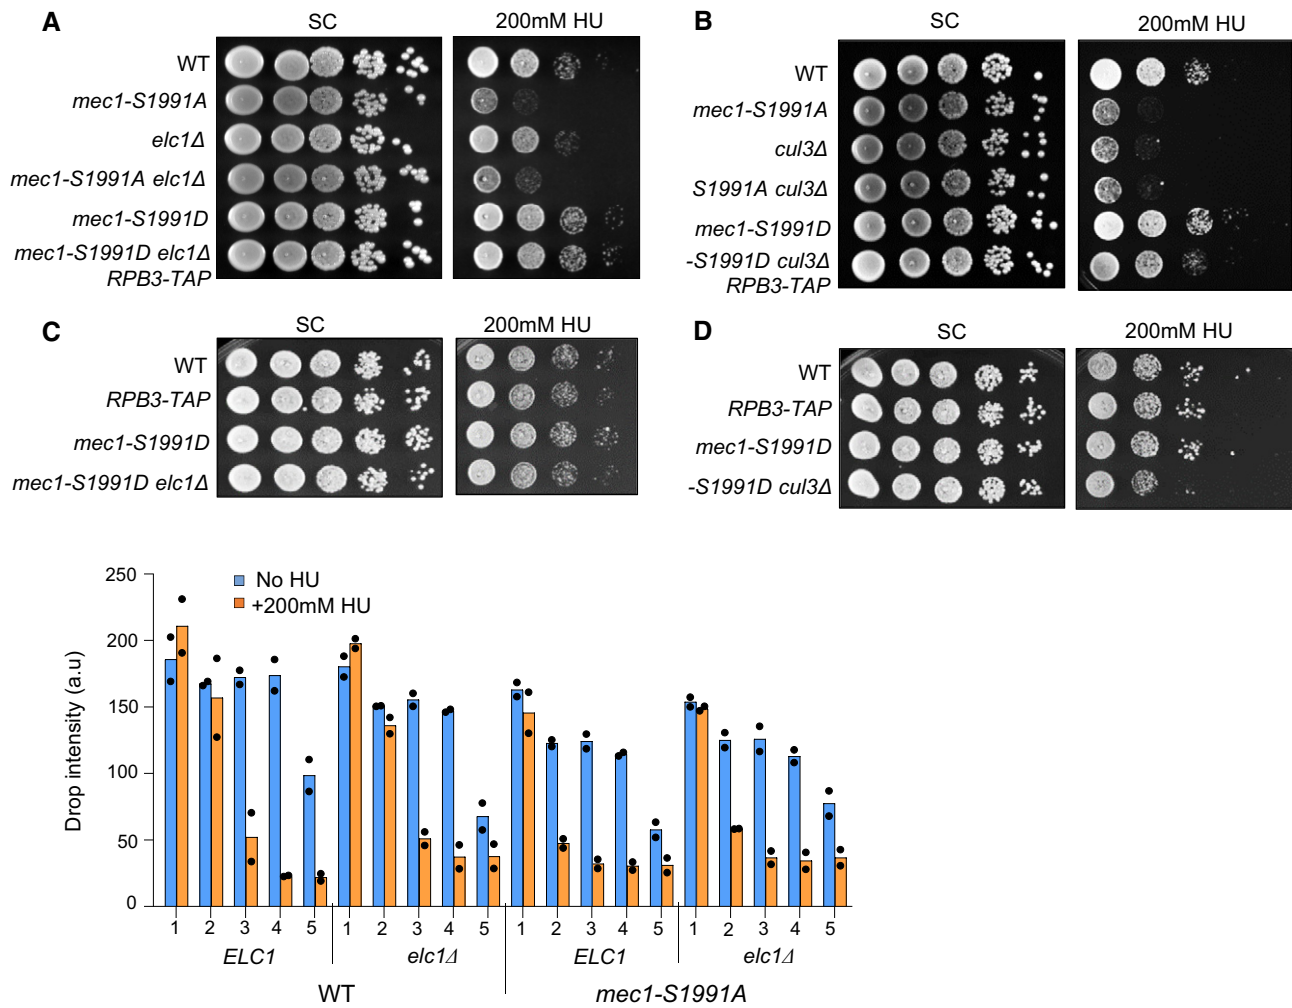 A
SC
200mM HU
WT
mec1-S1991A
elc1Δ
mec1-S1991A elc1Δ
mec1-S1991D
mec1-S1991D elc1Δ
RPB3-TAP
B
SC
200mM HU
WT
mec1-S1991A
cul3Δ
S1991A cul3Δ
mec1-S1991D
-S1991D cul3Δ
RPB3-TAP
C
SC
200mM HU
WT
RPB3-TAP
mec1-S1991D
mec1-S1991D elc1Δ
D
SC
200mM HU
WT
RPB3-TAP
mec1-S1991D
-S1991D cul3Δ
No HU
+200mM HU
Drop intensity (a.u)
250
200
150
100
50
0
1 2 3 4 5 1 2 3 4 5 1 2 3 4 5 1 2 3 4 5
ELC1 elc1Δ ELC1 elc1Δ
WT mec1-S1991A